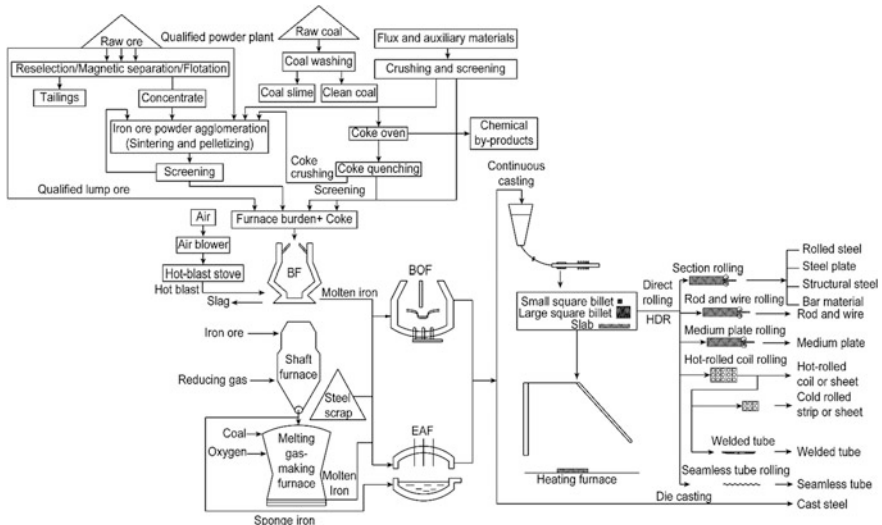 Raw ore
Qualified powder plant
Raw coal
Flux and auxiliary materials
Reselection/Magnetic separation/Flotation
Coal washing
Crushing and screening
Tailings
Concentrate
Coal slime
Clean coal
Iron ore powder agglomeration
(Sintering and pelletizing)
Coke oven
Chemical
by-products
Screening
Coke
crushing
Coke quenching
Continuous
casting
Qualified lump ore
Screening
Air
Furnace burden+ Coke
Air blower
Hot-blast stove
BF
BOF
Hot blast
Molten iron
Slag
Small square billet
Large square billet
Slab
Direct
rolling
HDR
Section rolling
Rolled steel
Steel plate
Structural steel
Bar material
Rod and wire rolling
Rod and wire
Medium plate rolling
Medium plate
Hot-rolled coil rolling
Hot-rolled
coil or sheet
Cold rolled
strip or sheet
Iron ore
Shaft
furnace
Reducing gas
Steel
scrap
Coal
Oxygen
Melting
gas-
making
furnace
Molten
Iron
EAF
Heating furnace
Welded tube
Welded tube
Seamless tube rolling
Seamless tube
Die casting
Cast steel
Sponge iron